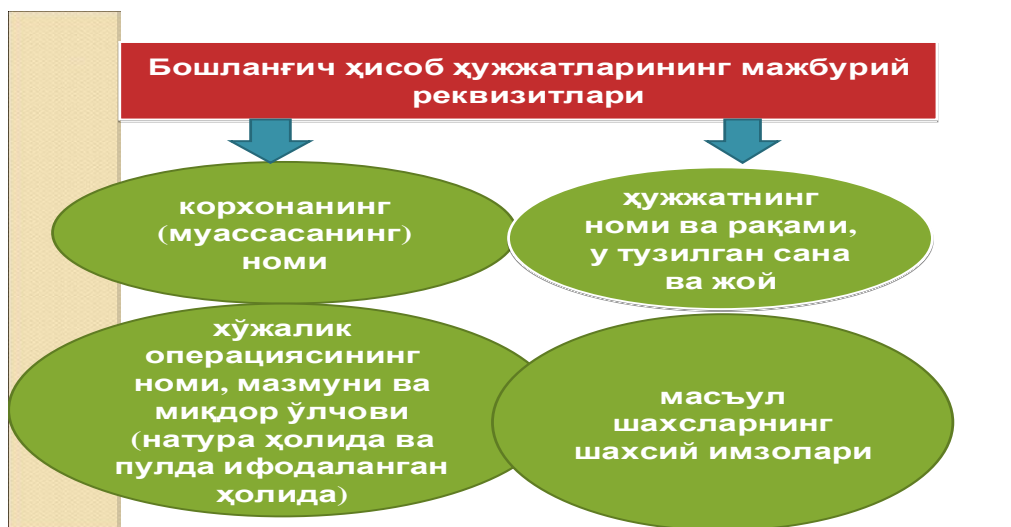 Бошланғич ҳисоб ҳужжатларининг мажбурий
реквизитлари
корхонанинг
(муассасанинг)
номи
ҳужжатнинг
номи ва рақами,
у тузилган сана
ва жой
хўжалик
операциясининг
номи, мазмуни ва
миқдор ўлчови
(натура ҳолида ва
пулда ифодаланган
ҳолида)
масъул
шахсларнинг
шахсий имзолари